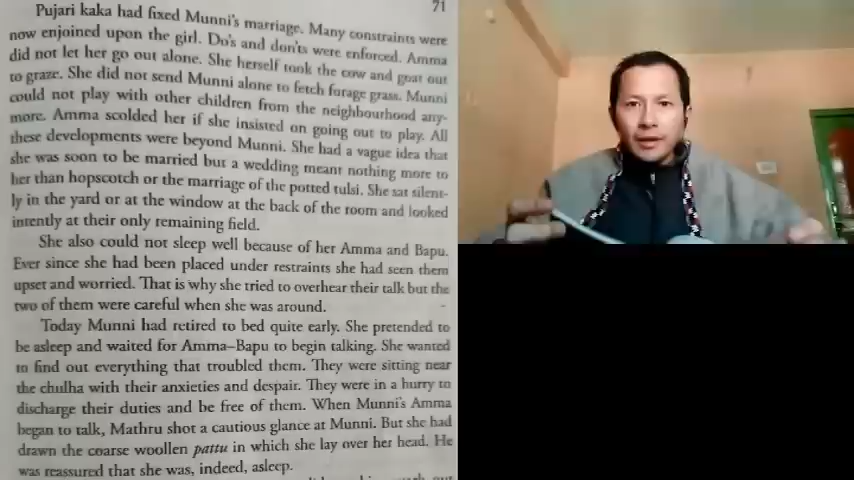 71
Pujari kaka had fixed Munni's marriage. Many constraints were
now enjoined upon the girl. Do's and don'ts were enforced. Amma
did not let her go out alone. She herself took the cow and goat out
to graze. She did not send Munni alone to fetch forage grass. Munni
could not play with other children from the neighbourhood any-
more. Amma scolded her if she insisted on going out to play. All
these developments were beyond Munni. She had a vague idea that
she was soon to be married but a wedding meant nothing more to
her than hopscotch or the marriage of the potted tulsi. She sat silent-
ly in the yard or at the window at the back of the room and looked
intently at their only remaining field.
She also could not sleep well because of her Amma and Bapu.
Ever since she had been placed under restraints she had seen them
upset and worried. That is why she tried to overhear their talk but the
two of them were careful when she was around.
Today Munni had retired to bed quite early. She pretended to
be asleep and waited for Amma–Bapu to begin talking. She wanted
to find out everything that troubled them. They were sitting near
the chulha with their anxieties and despair. They were in a hurry to
discharge their duties and be free of them. When Munni's Amma
began to talk, Mathru shot a cautious glance at Munni. But she had
drawn the coarse woollen pattu in which she lay over her head. He
was reassured that she was, indeed, asleep.